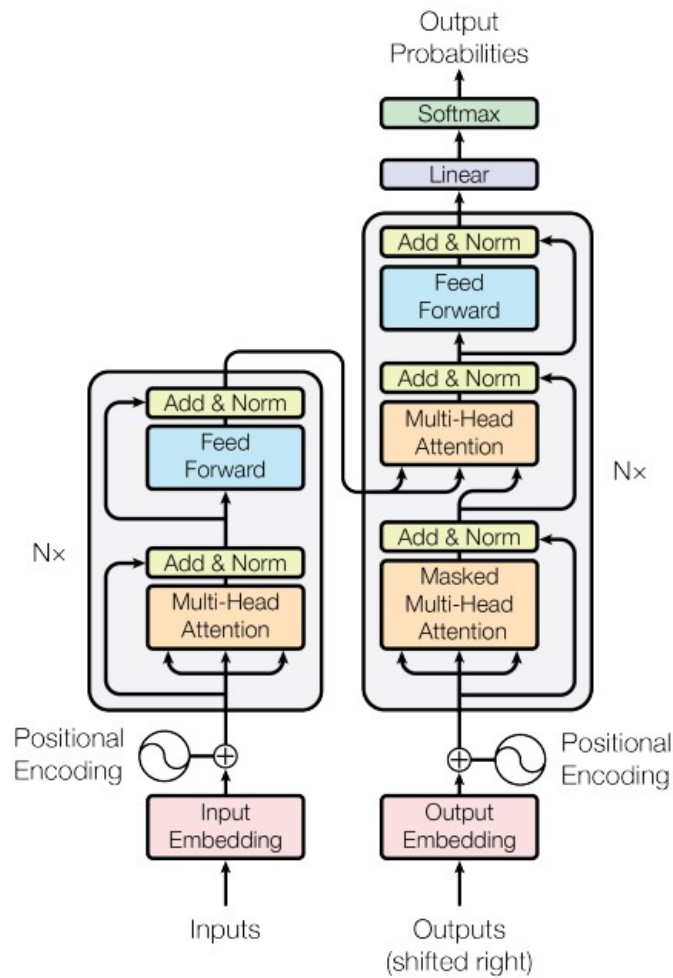 Output
Probabilities
Softmax
Linear
Add & Norm
Feed
Forward
Add & Norm
Multi-Head
Attention
Add & Norm
Masked
Multi-Head
Attention
Nx
Add & Norm
Feed
Forward
Add & Norm
Multi-Head
Attention
N×
Positional
Encoding
Positional
Encoding
Input
Embedding
Output
Embedding
Inputs
Outputs
(shifted right)